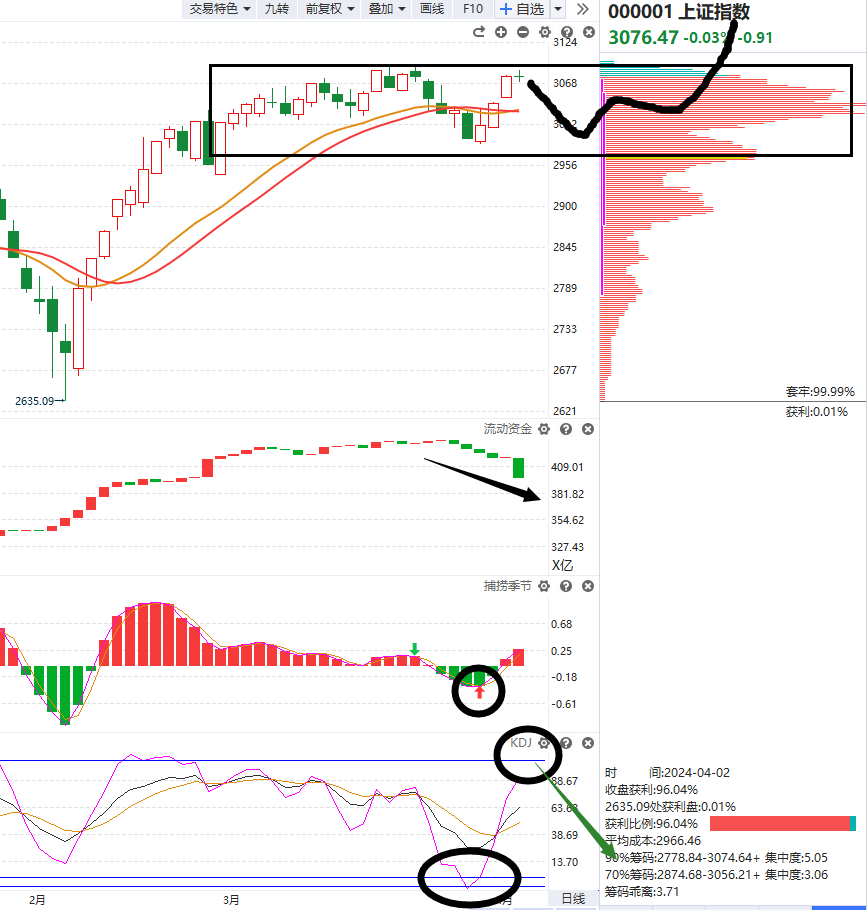 交易特色 九转 前复权 叠加 画线 F10 + 自选
000001 上证指数
3076.47 -0.03% -0.91
3124
3068
2956
2900
2845
2789
2733
2677
2621
2635.09
套牢:99.99%
获利:0.01%
流动资金
409.01
381.82
354.62
327.43
X亿
捕捞季节
0.68
0.25
-0.18
-0.61
KDJ
88.67
38.69
13.70
时 间:2024-04-02
收盘获利:96.04%
2635.09处获利盘:0.01%
获利比例:96.04%
平均成本:2966.46
90%筹码:2778.84-3074.64+ 集中度:5.05
70%筹码:2874.68-3056.21+ 集中度:3.06
筹码乖离:3.71
2月 3月 日线